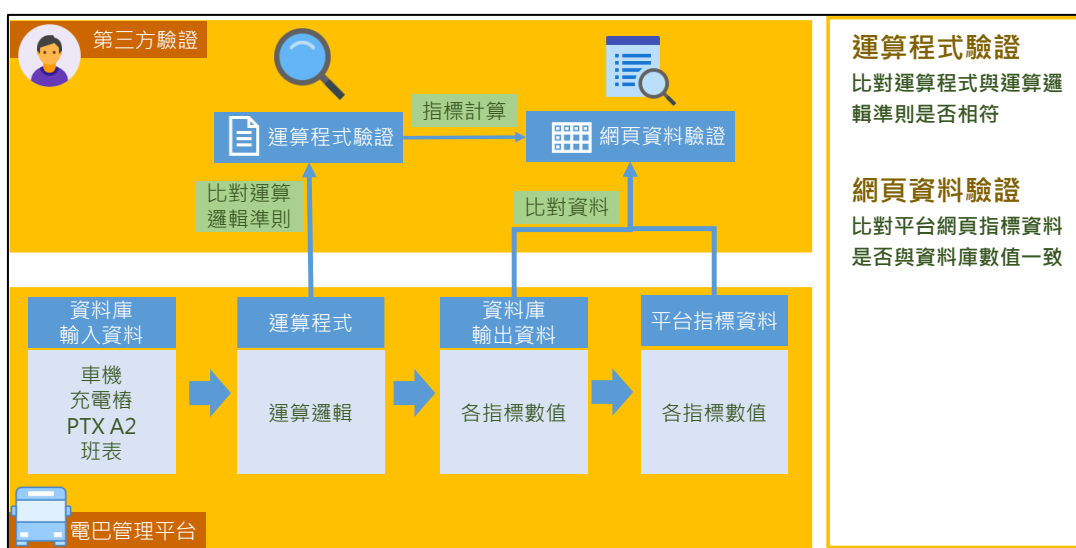 第三方驗證
運算程式驗證
指標計算
網頁資料驗證
比對運算
邏輯準則
比對資料
資料庫
輸入資料
運算程式
資料庫
輸出資料
平台指標資料
車機
充電樁
PTX A2
班表
運算邏輯
各指標數值
各指標數值
電巴管理平台
運算程式驗證
比對運算程式與運算邏
輯準則是否相符
網頁資料驗證
比對平台網頁指標資料
是否與資料庫數值一致